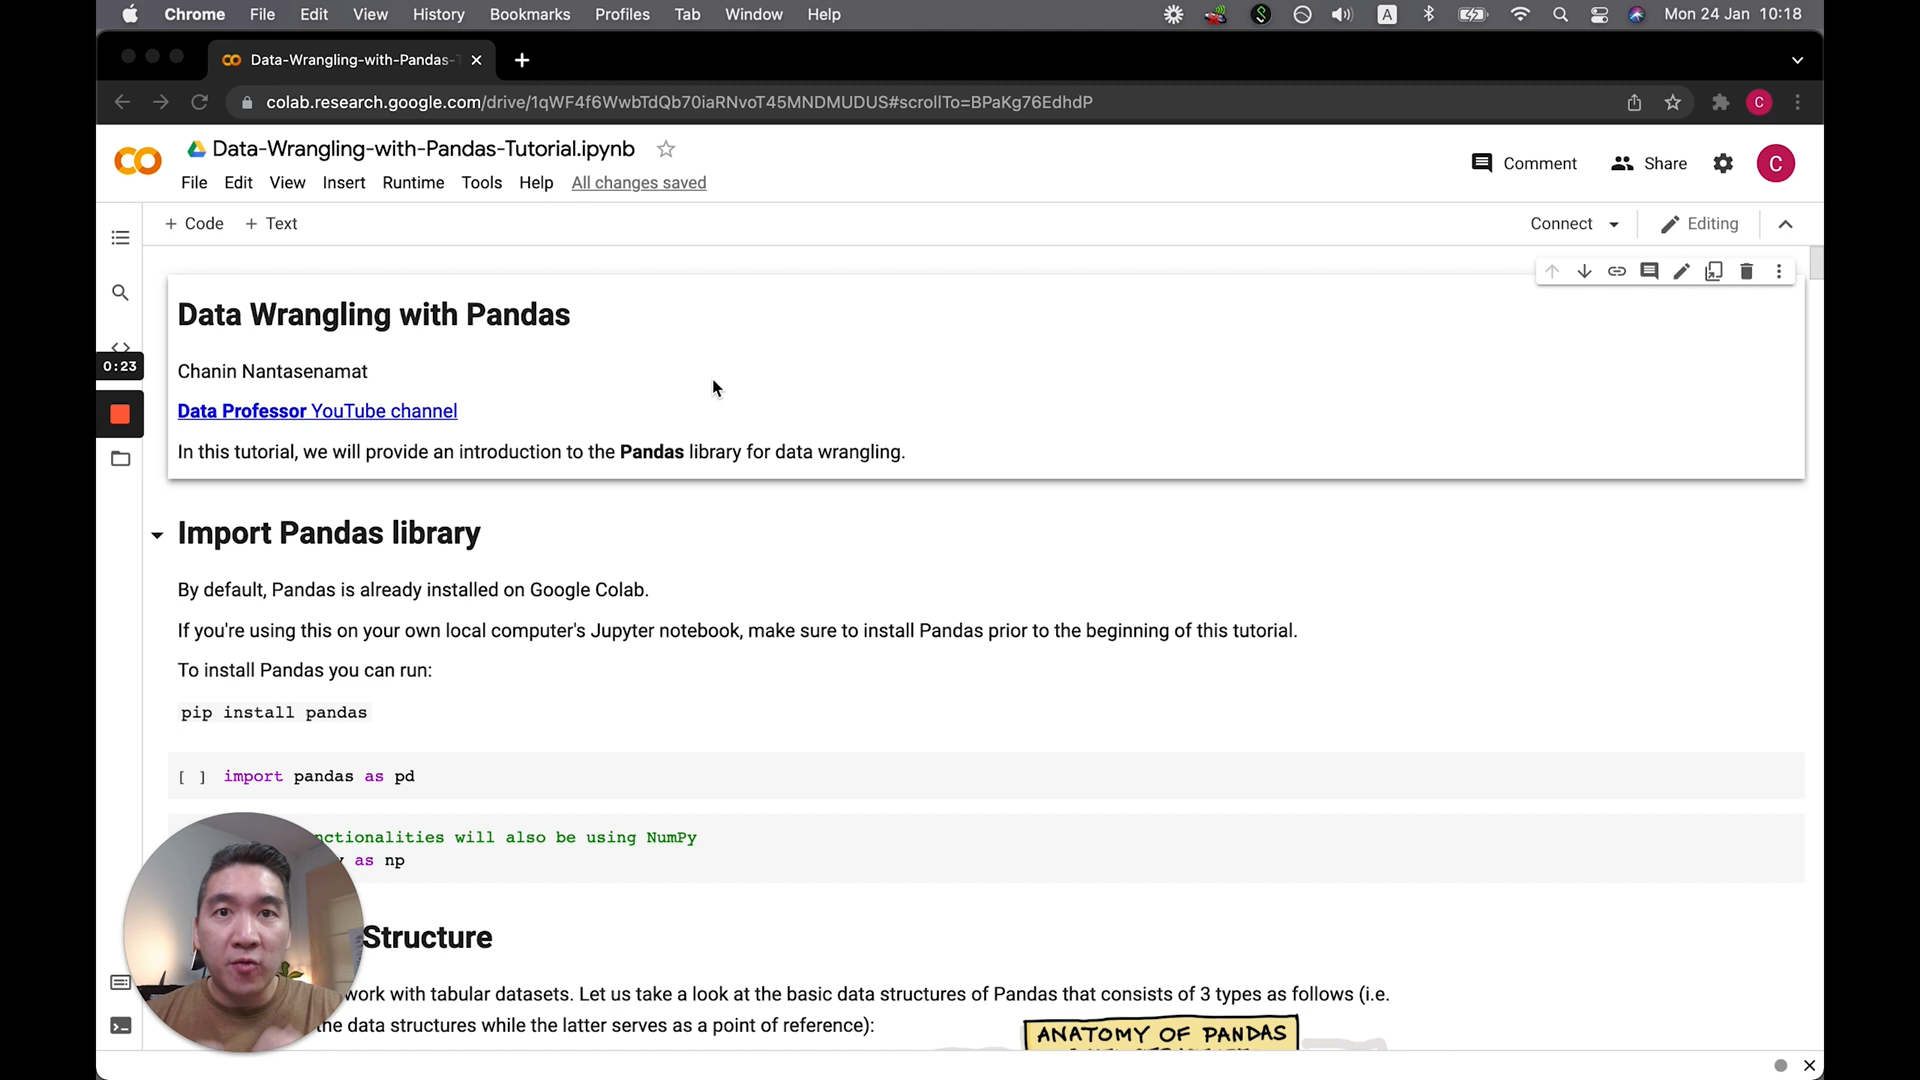 Chrome File Edit View History Bookmarks Profiles Tab Window Help A Mon 24 Jan 10:18
Data-Wrangling-with-Pandas-
colab.research.google.com/drive/1qWF4f6WwbTdQb70iaRNvoT45MNDMUDUS#scrollTo=BPaKg76EdhdP C
Data-Wrangling-with-Pandas-Tutorial.ipynb
Comment Share C
File Edit View Insert Runtime Tools Help All changes saved
+ Code + Text Connect Editing
Data Wrangling with Pandas
0:23
Chanin Nantasenamat
Data Professor YouTube channel
In this tutorial, we will provide an introduction to the Pandas library for data wrangling.
Import Pandas library
By default, Pandas is already installed on Google Colab.
If you're using this on your own local computer's Jupyter notebook, make sure to install Pandas prior to the beginning of this tutorial.
To install Pandas you can run:
pip install pandas
[ ] import pandas as pd
nctionalities will also be using NumPy
y as np
Structure
work with tabular datasets. Let us take a look at the basic data structures of Pandas that consists of 3 types as follows (i.e.
he data structures while the latter serves as a point of reference):
ANATOMY OF PANDAS